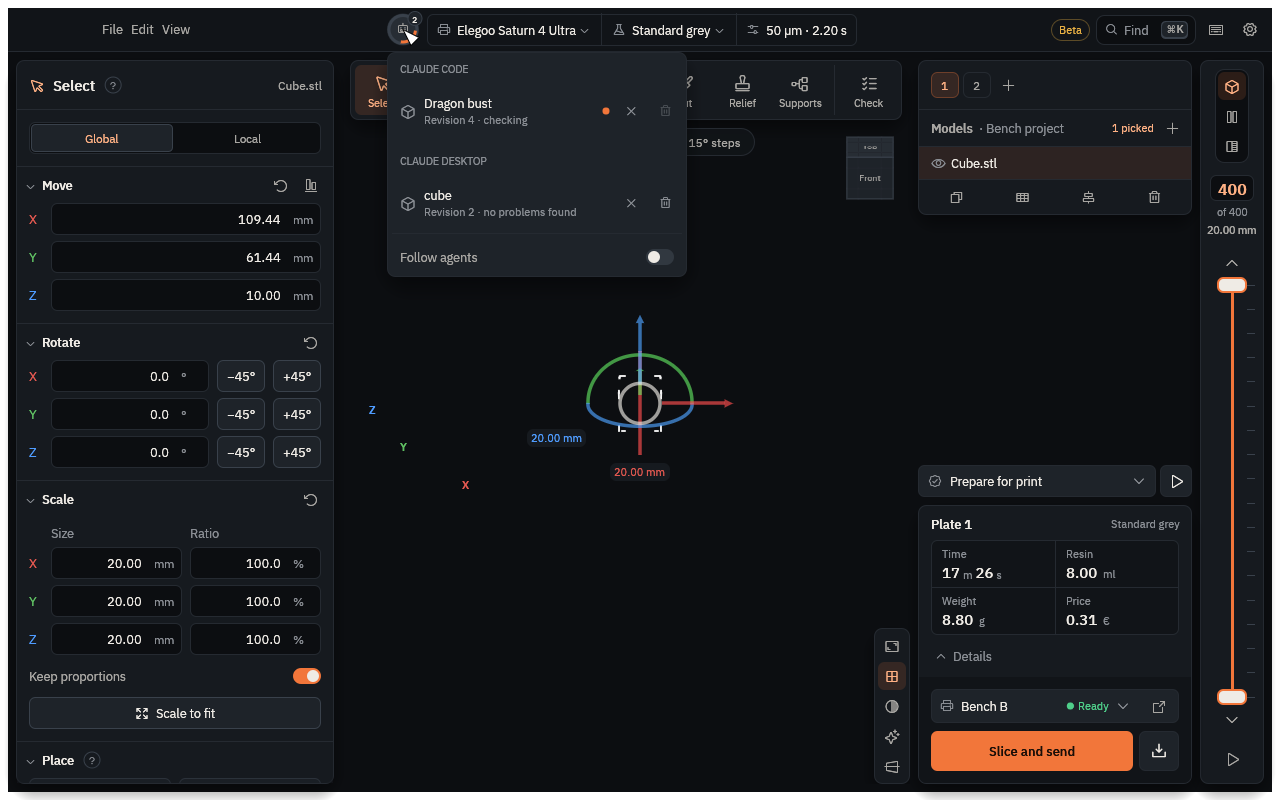 File Edit View
2
Elegoo Saturn 4 Ultra
Standard grey
50 µm · 2.20 s
Beta
Find ⌘K
Select ?
Cube.stl
Global
Local
Move
X 109.44 mm
Y 61.44 mm
Z 10.00 mm
Rotate
X 0.0 ° −45° +45°
Y 0.0 ° −45° +45°
Z 0.0 ° −45° +45°
Scale
Size Ratio
X 20.00 mm 100.0 %
Y 20.00 mm 100.0 %
Z 20.00 mm 100.0 %
Keep proportions
Scale to fit
Place ?
CLAUDE CODE
Dragon bust
Revision 4 · checking
CLAUDE DESKTOP
cube
Revision 2 · no problems found
Follow agents
Relief
Supports
Check
15° steps
Front
Z
Y
X
20.00 mm
20.00 mm
1 2
Models · Bench project 1 picked
Cube.stl
Prepare for print
Plate 1 Standard grey
Time Resin
17 m 26 s 8.00 ml
Weight Price
8.80 g 0.31 €
Details
Bench B Ready
Slice and send
400
of 400
20.00 mm